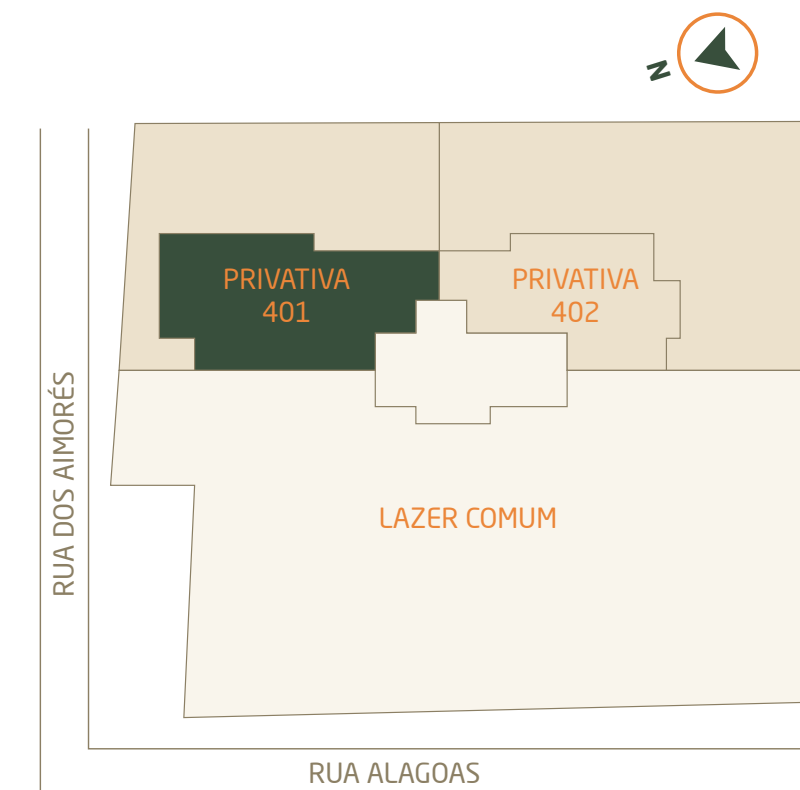 N
PRIVATIVA
401
PRIVATIVA
402
RUA DOS AIMORÉS
LAZER COMUM
RUA ALAGOAS